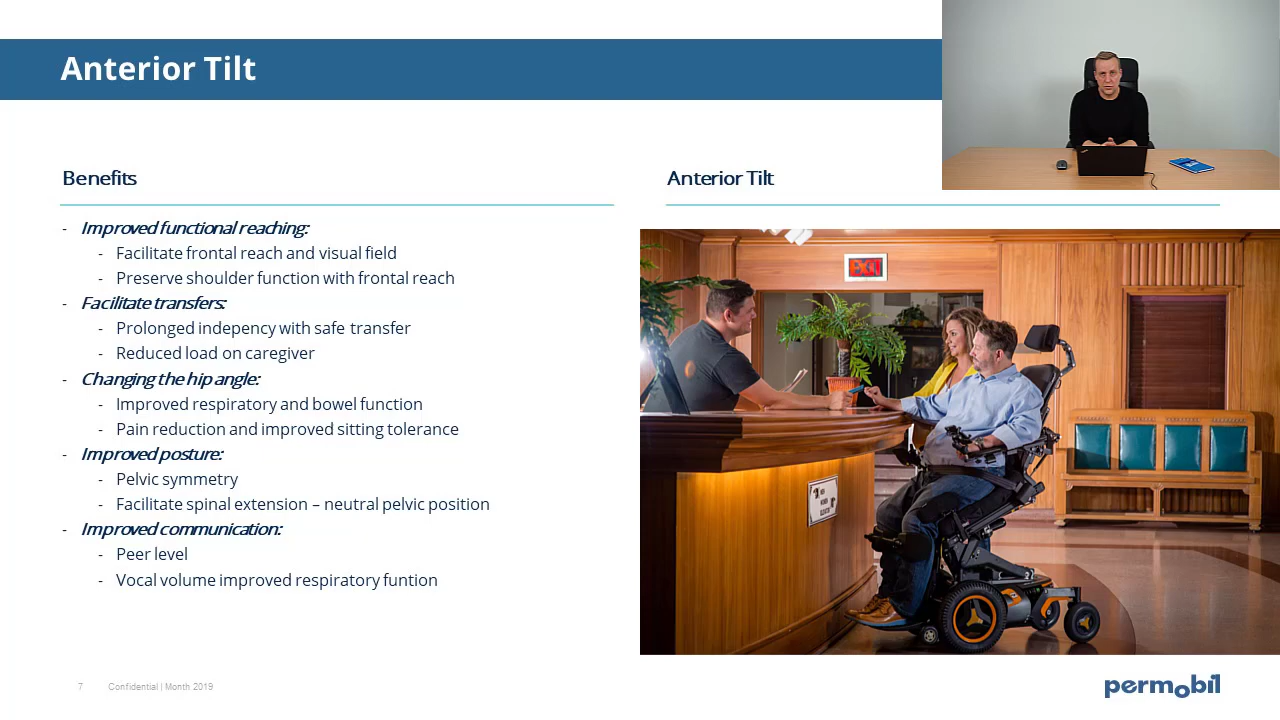 Anterior Tilt
Benefits
- Improved functional reaching:
- Facilitate frontal reach and visual field
- Preserve shoulder function with frontal reach
- Facilitate transfers:
- Prolonged indepency with safe transfer
- Reduced load on caregiver
- Changing the hip angle:
- Improved respiratory and bowel function
- Pain reduction and improved sitting tolerance
- Improved posture:
- Pelvic symmetry
- Facilitate spinal extension – neutral pelvic position
- Improved communication:
- Peer level
- Vocal volume improved respiratory funtion
Anterior Tilt
EXIT
7 Confidential | Month 2019
permobil